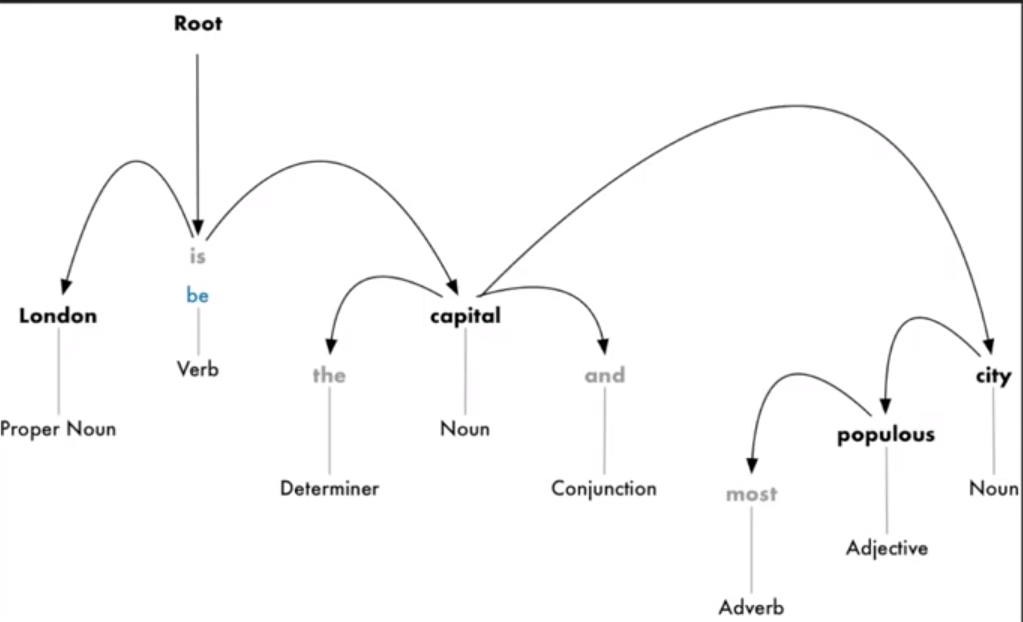 Root
is
be
London
capital
Verb
the
and
city
Proper Noun
Noun
populous
Determiner
Conjunction
most
Noun
Adjective
Adverb